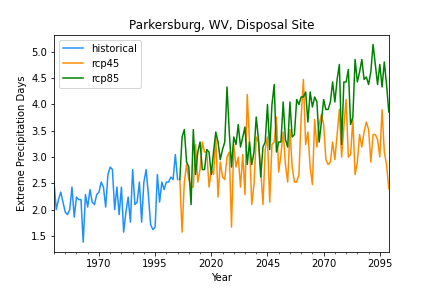 Parkersburg, WV, Disposal Site
historical
rcp45
rcp85
Extreme Precipitation Days
5.0
4.5
4.0
3.5
3.0
2.5
2.0
1.5
1970
1995
2020
2045
2070
2095
Year